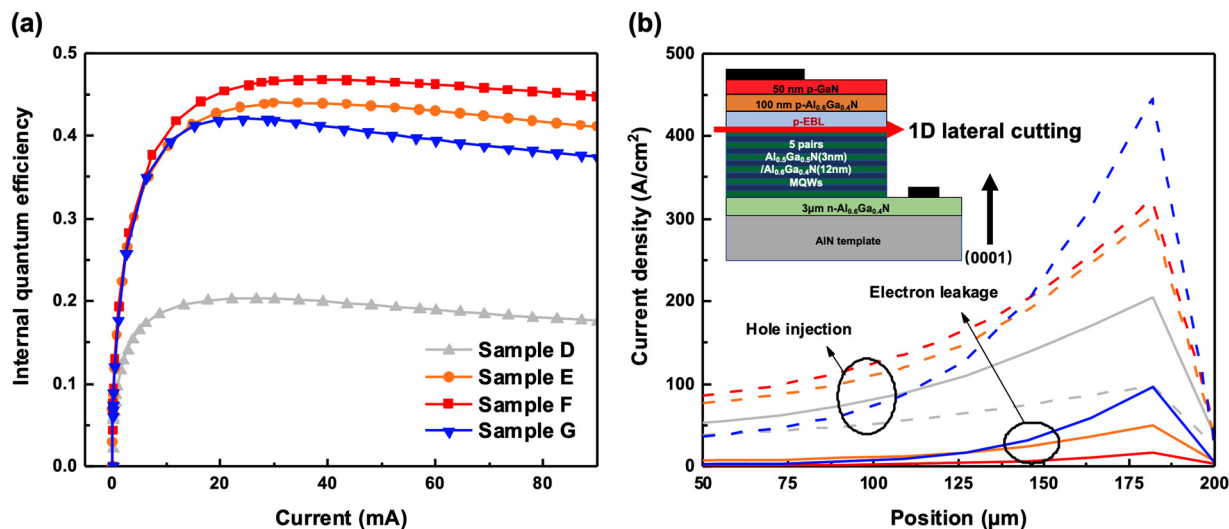 (a)
0.5
0.4
0.3
0.2
0.1
0.0
Internal quantum efficiency
0
20
40
60
80
Current (mA)
Sample D
Sample E
Sample F
Sample G
(b)
500
400
300
200
100
0
Current density (A/cm²)
50
75
100
125
150
175
200
Position (μm)
50 nm p-GaN
100 nm p-Al₀.₆Ga₀.₄N
p-EBL
1D lateral cutting
5 pairs
Al₀.₅Ga₀.₅N(3nm)
/Al₀.₆Ga₀.₄N(12nm)
MQWs
3μm n-Al₀.₆Ga₀.₄N
AlN template
(0001)
Electron leakage
Hole injection